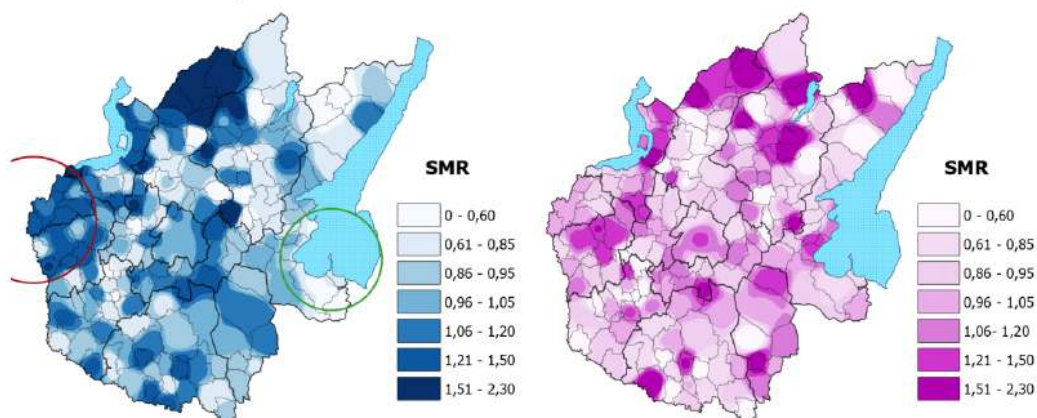 SMR
0 - 0,60
0,61 - 0,85
0,86 - 0,95
0,96 - 1,05
1,06 - 1,20
1,21 - 1,50
1,51 - 2,30
SMR
0 - 0,60
0,61 - 0,85
0,86 - 0,95
0,96 - 1,05
1,06- 1,20
1,21 - 1,50
1,51 - 2,30